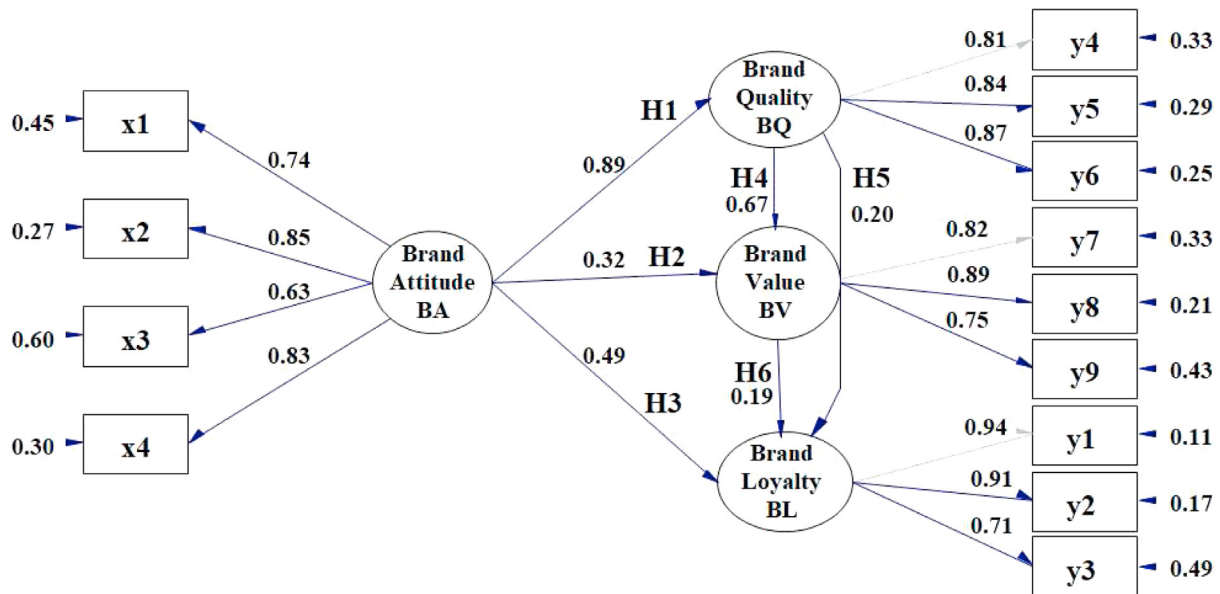 0.45
x1
0.74
0.27
x2
0.85
0.60
x3
0.63
0.30
x4
0.83
Brand
Attitude
BA
H1
0.89
0.32
H2
0.49
H3
Brand
Quality
BQ
H4
0.67
H5
0.20
Brand
Value
BV
H6
0.19
Brand
Loyalty
BL
0.81
y4
0.33
0.84
y5
0.29
0.87
y6
0.25
0.82
y7
0.33
0.89
y8
0.21
0.75
y9
0.43
0.94
y1
0.11
0.91
y2
0.17
0.71
y3
0.49